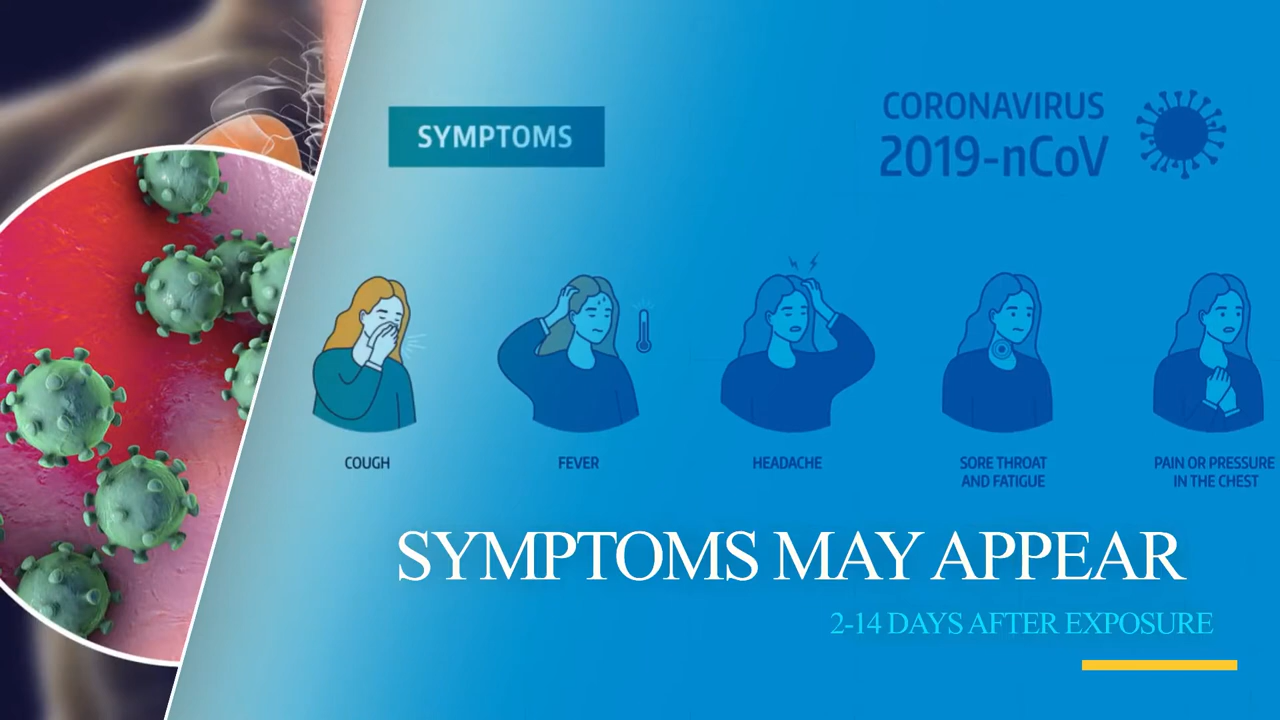 SYMPTOMS
CORONAVIRUS
2019-nCoV
COUGH
FEVER
HEADACHE
SORE THROAT
AND FATIGUE
PAIN OR PRESSURE
IN THE CHEST
SYMPTOMS MAY APPEAR
2-14 DAYS AFTER EXPOSURE